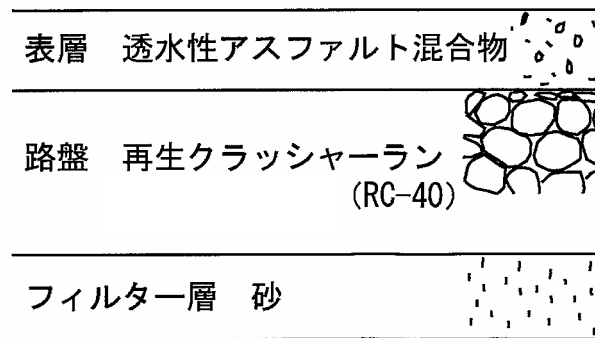 表層 透水性アスファルト混合物
路盤 再生クラッシャーラン
(RC-40)
フィルター層 砂